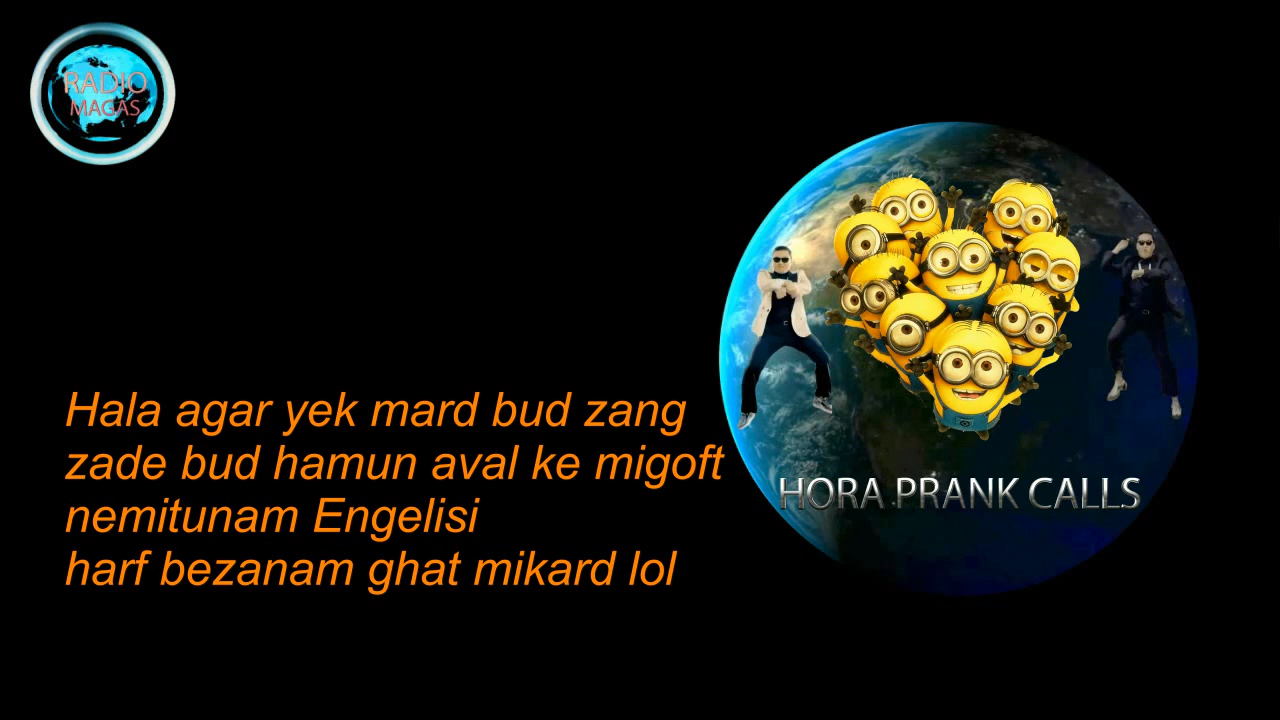 RADIO
MAGAS
Hala agar yek mard bud zang
zade bud hamun aval ke migoft
nemitunam Engelisi
harf bezanam ghat mikard lol
HORA PRANK CALLS